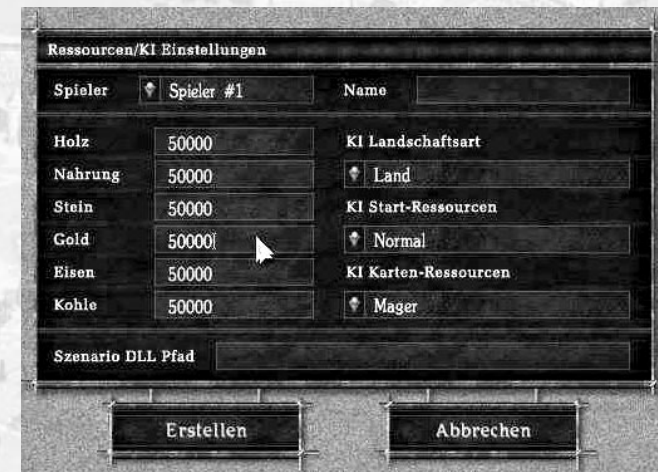 Ressourcen/KI Einstellungen
Spieler Spieler #1 Name
Holz 50000 KI Landschaftsart
Nahrung 50000 Land
Stein 50000 KI Start-Ressourcen
Gold 50000 Normal
Eisen 50000 KI Karten-Ressourcen
Kohle 50000 Mager
Szenario DLL Pfad
Erstellen Abbrechen